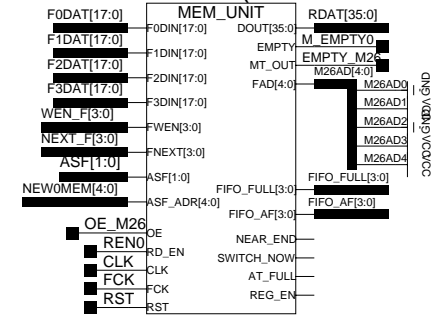 MEM_UNIT
F0DAT[17:0] F0DIN[17:0] DOUT[35:0] RDAT[35:0]
F1DAT[17:0] F1DIN[17:0] EMPTY M_EMPTY0
F2DAT[17:0] F2DIN[17:0] MT_OUT EMPTY_M26
F3DAT[17:0] F3DIN[17:0] FAD[4:0] M26AD[4:0]
M26AD0
WEN_F[3:0] FWEN[3:0] M26AD1
NEXT_F[3:0] FNEXT[3:0] M26AD2
M26AD3
ASF[1:0] ASF[1:0] M26AD4
GND
NEW0MEM[4:0] ASF_ADR[4:0] FIFO_FULL[3:0] FIFO_FULL[3:0]
FIFO_AF[3:0] FIFO_AF[3:0]
OE_M26 OE NEAR_END
REN0 RD_EN SWITCH_NOW
CLK CLK AT_FULL
FCK FCK REG_EN
RST RST